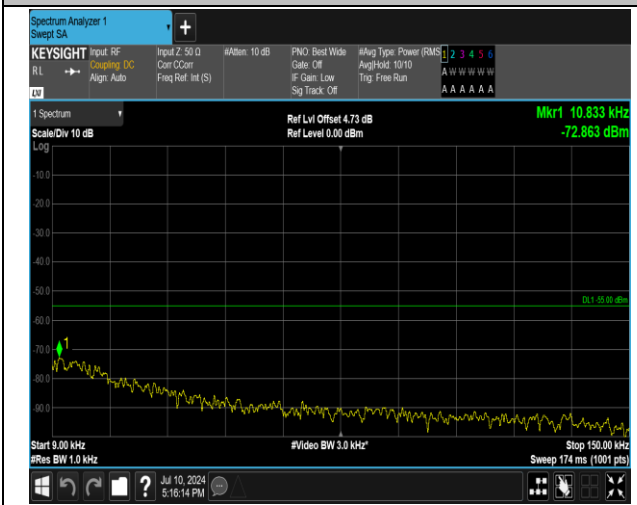 Spectrum Analyzer 1
Swept SA
+
KEYSIGHT
RL
LXI
Input: RF
Coupling: DC
Align: Auto
Input Z: 50 Ω
Corr CCorr
Freq Ref: Int (S)
#Atten: 10 dB
PNO: Best Wide
Gate: Off
IF Gain: Low
Sig Track: Off
#Avg Type: Power (RMS
Avg|Hold: 10/10
Trig: Free Run
1 2 3 4 5 6
A W W W W W
A A A A A A
1 Spectrum
Scale/Div 10 dB
Log
Ref Lvl Offset 4.73 dB
Ref Level 0.00 dBm
Mkr1 10.833 kHz
-72.863 dBm
-10.0
-20.0
-30.0
-40.0
-50.0
DL1 -55.00 dBm
-60.0
-70.0
1
-80.0
-90.0
Start 9.00 kHz
#Video BW 3.0 kHz*
Stop 150.00 kHz
#Res BW 1.0 kHz
Sweep 174 ms (1001 pts)
?
Jul 10, 2024
5:16:14 PM